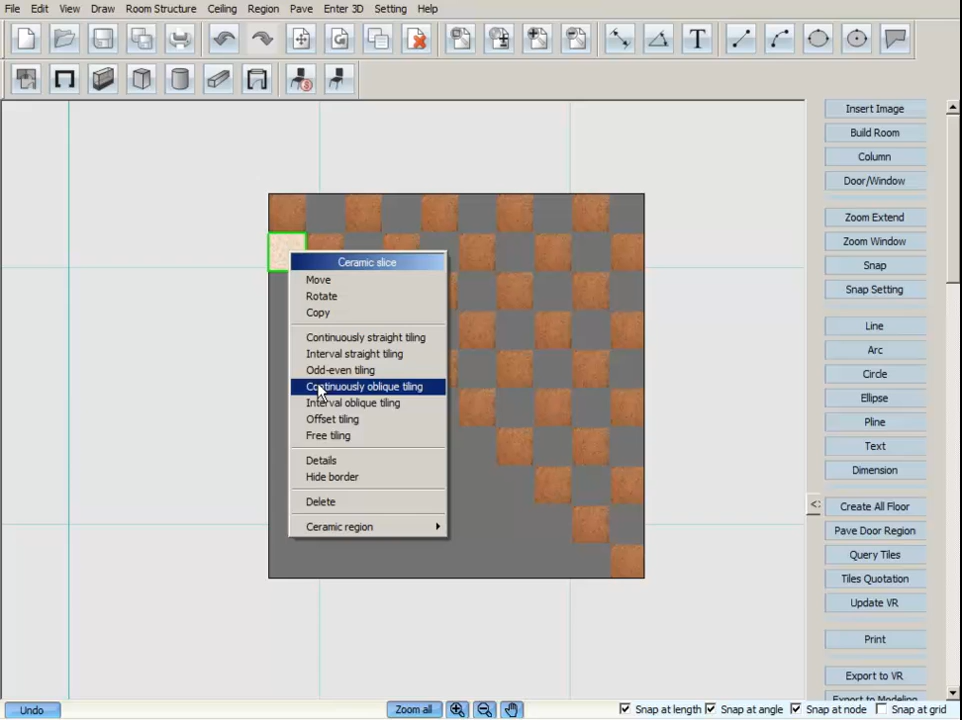 File Edit View Draw Room Structure Ceiling Region Pave Enter 3D Setting Help
Insert Image
Build Room
Column
Door/Window
Zoom Extend
Zoom Window
Snap
Snap Setting
Line
Arc
Circle
Ellipse
Pline
Text
Dimension
Create All Floor
Pave Door Region
Query Tiles
Tiles Quotation
Update VR
Print
Export to VR
Export to Modeling
Ceramic slice
Move
Rotate
Copy
Continuously straight tiling
Interval straight tiling
Odd-even tiling
Continuously oblique tiling
Interval oblique tiling
Offset tiling
Free tiling
Details
Hide border
Delete
Ceramic region
Undo Zoom all Snap at length Snap at angle Snap at node Snap at grid